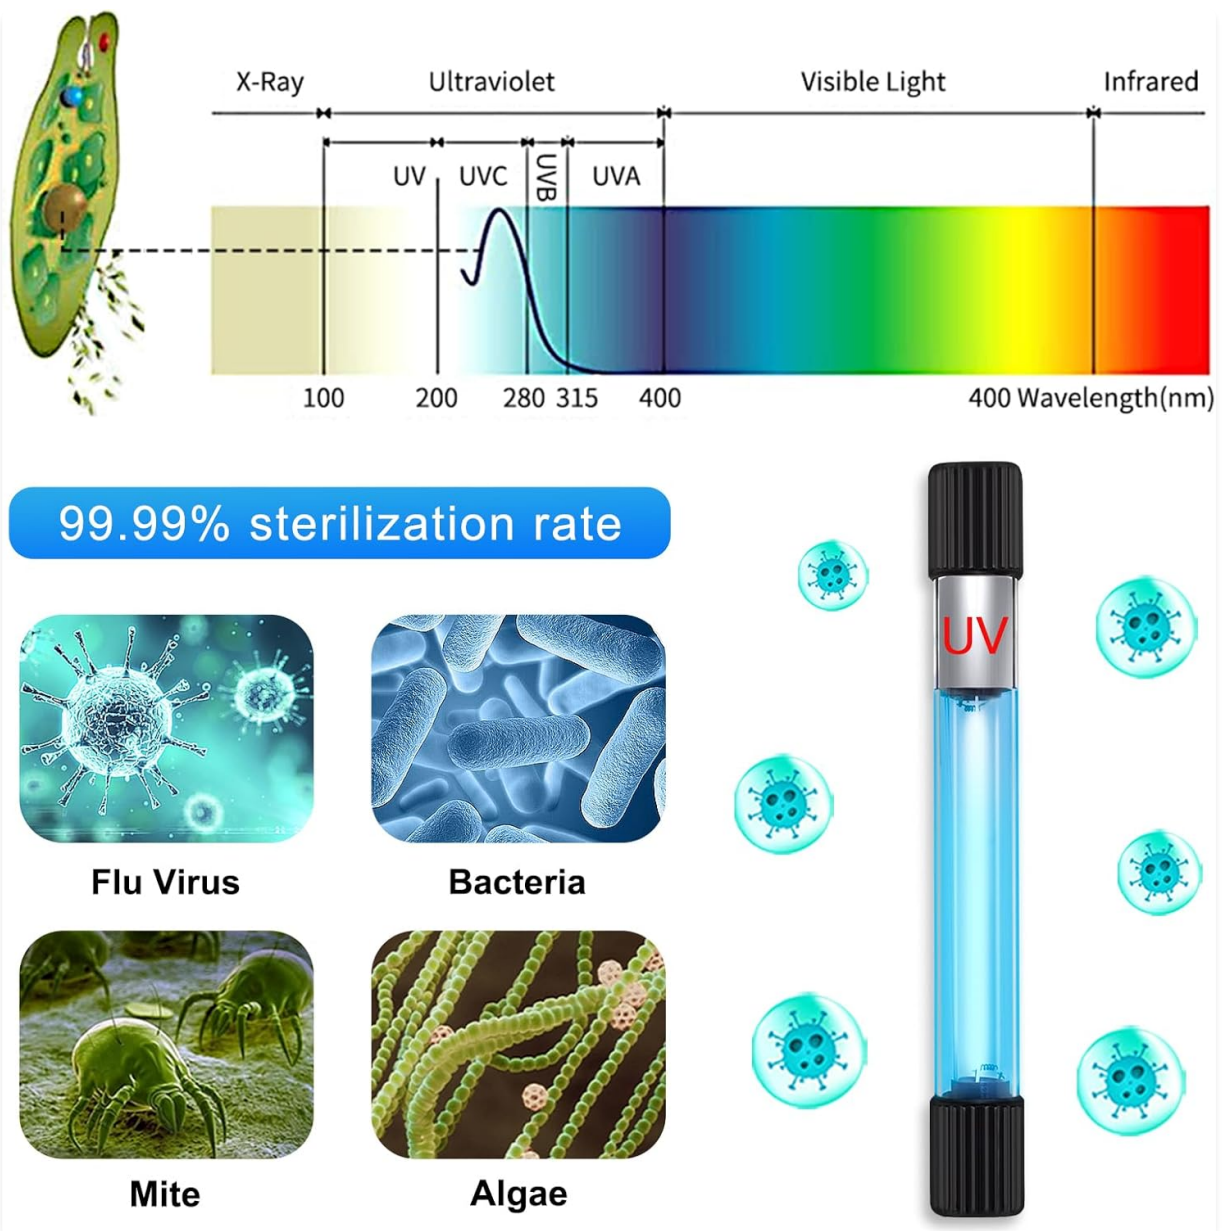 X-Ray
Ultraviolet
Visible Light
Infrared
UV
UVC
UVB
UVA
100
200
280
315
400
400 Wavelength(nm)
99.99% sterilization rate
UV
Flu Virus
Bacteria
Mite
Algae